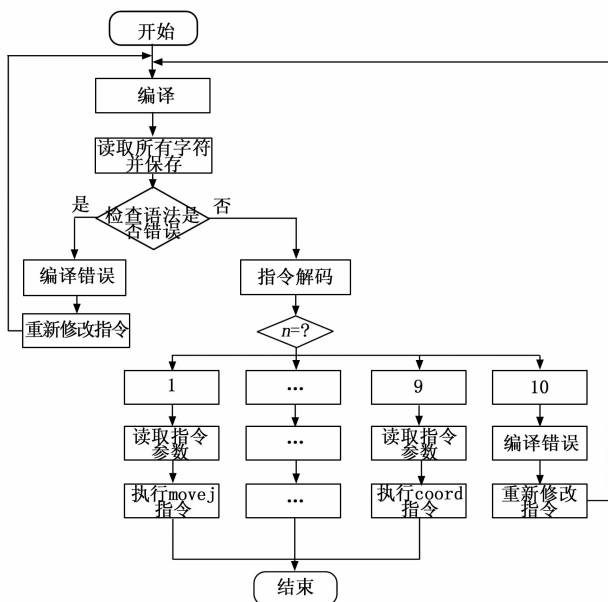 开始
编译
读取所有字符
并保存
是
检查语法是
否错误
否
编译错误
指令解码
重新修改指令
n=?
1
...
9
10
读取指令
参数
...
读取指令
参数
编译错误
执行movej
指令
...
执行coord
指令
重新修改
指令
结束